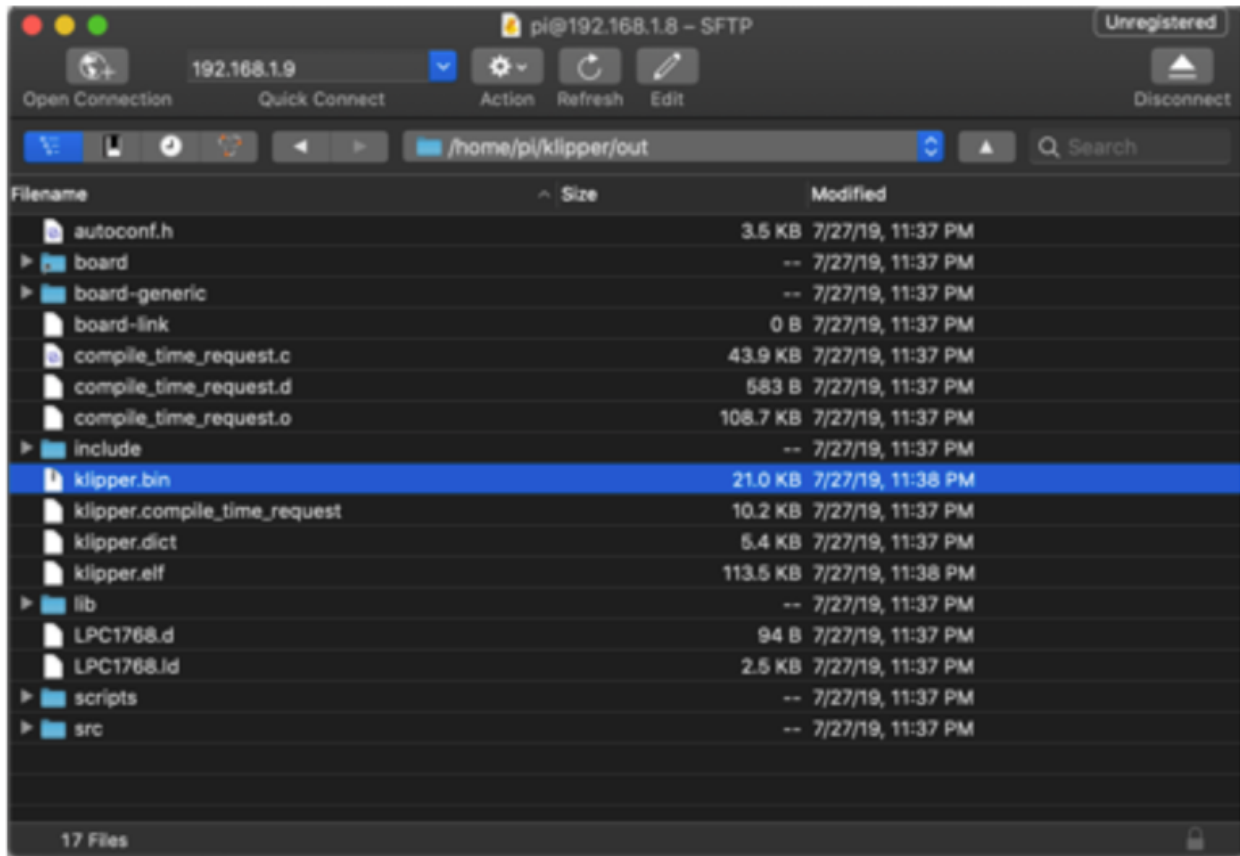 pi@192.168.1.8 – SFTP
Unregistered
192.168.1.9
Open Connection Quick Connect Action Refresh Edit Disconnect
/home/pi/klipper/out Search
Filename Size Modified
autoconf.h 3.5 KB 7/27/19, 11:37 PM
board -- 7/27/19, 11:37 PM
board-generic -- 7/27/19, 11:37 PM
board-link 0 B 7/27/19, 11:37 PM
compile_time_request.c 43.9 KB 7/27/19, 11:37 PM
compile_time_request.d 583 B 7/27/19, 11:37 PM
compile_time_request.o 108.7 KB 7/27/19, 11:37 PM
include -- 7/27/19, 11:37 PM
klipper.bin 21.0 KB 7/27/19, 11:38 PM
klipper.compile_time_request 10.2 KB 7/27/19, 11:37 PM
klipper.dict 5.4 KB 7/27/19, 11:37 PM
klipper.elf 113.5 KB 7/27/19, 11:38 PM
lib -- 7/27/19, 11:37 PM
LPC1768.d 94 B 7/27/19, 11:37 PM
LPC1768.ld 2.5 KB 7/27/19, 11:37 PM
scripts -- 7/27/19, 11:37 PM
src -- 7/27/19, 11:37 PM
17 Files